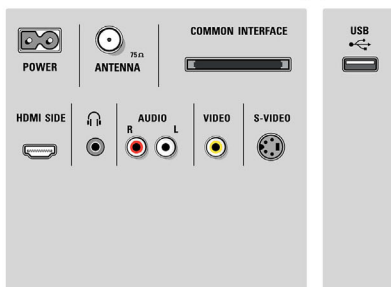 COMMON INTERFACE
USB
75Ω
POWER
ANTENNA
HDMI SIDE
AUDIO
VIDEO
S-VIDEO
R
L